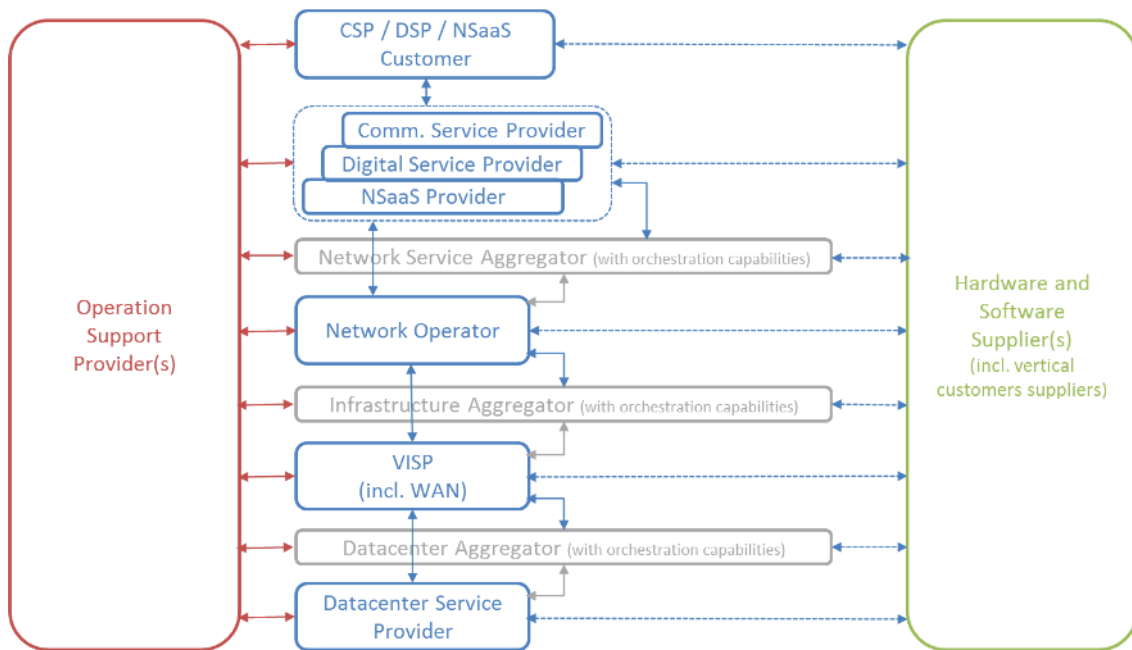 CSP / DSP / NSaaS
Customer
Comm. Service Provider
Digital Service Provider
NSaaS Provider
Network Service Aggregator (with orchestration capabilities)
Operation
Support
Provider(s)
Network Operator
Hardware and
Software
Supplier(s)
(incl. vertical
customers suppliers)
Infrastructure Aggregator (with orchestration capabilities)
VISP
(incl. WAN)
Datacenter Aggregator (with orchestration capabilities)
Datacenter Service
Provider